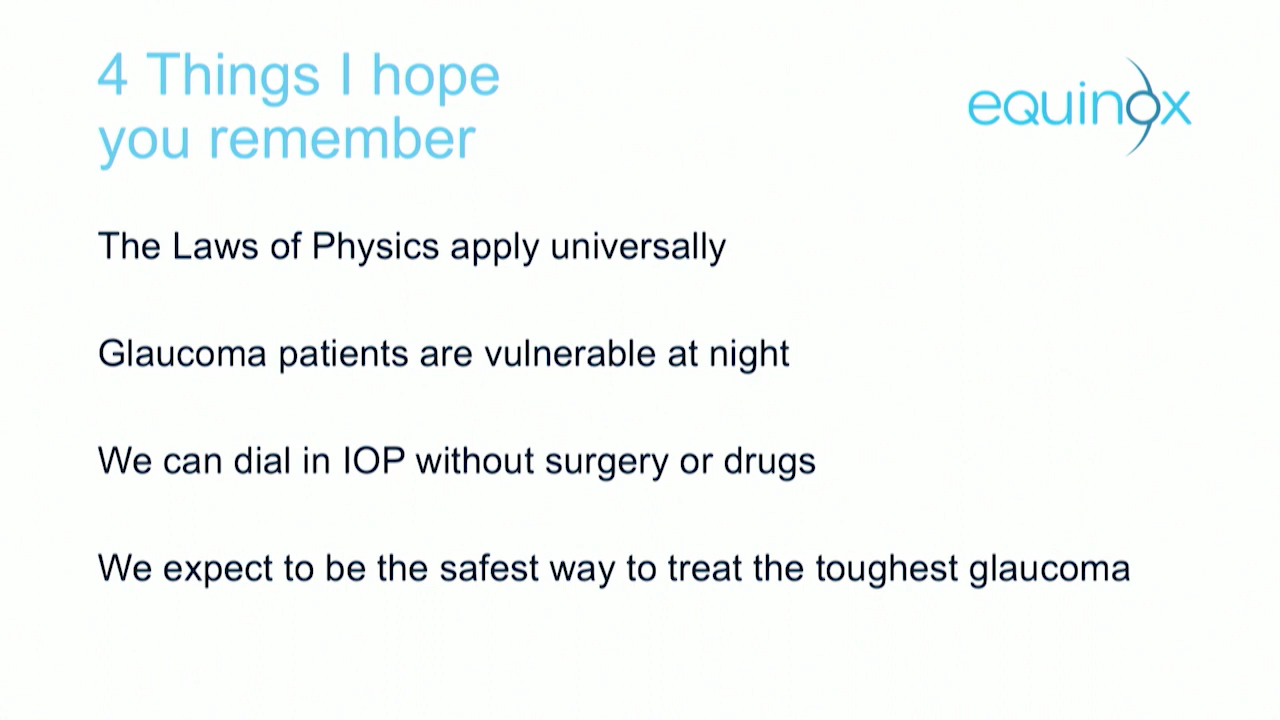 4 Things I hope
you remember
equinox
The Laws of Physics apply universally
Glaucoma patients are vulnerable at night
We can dial in IOP without surgery or drugs
We expect to be the safest way to treat the toughest glaucoma